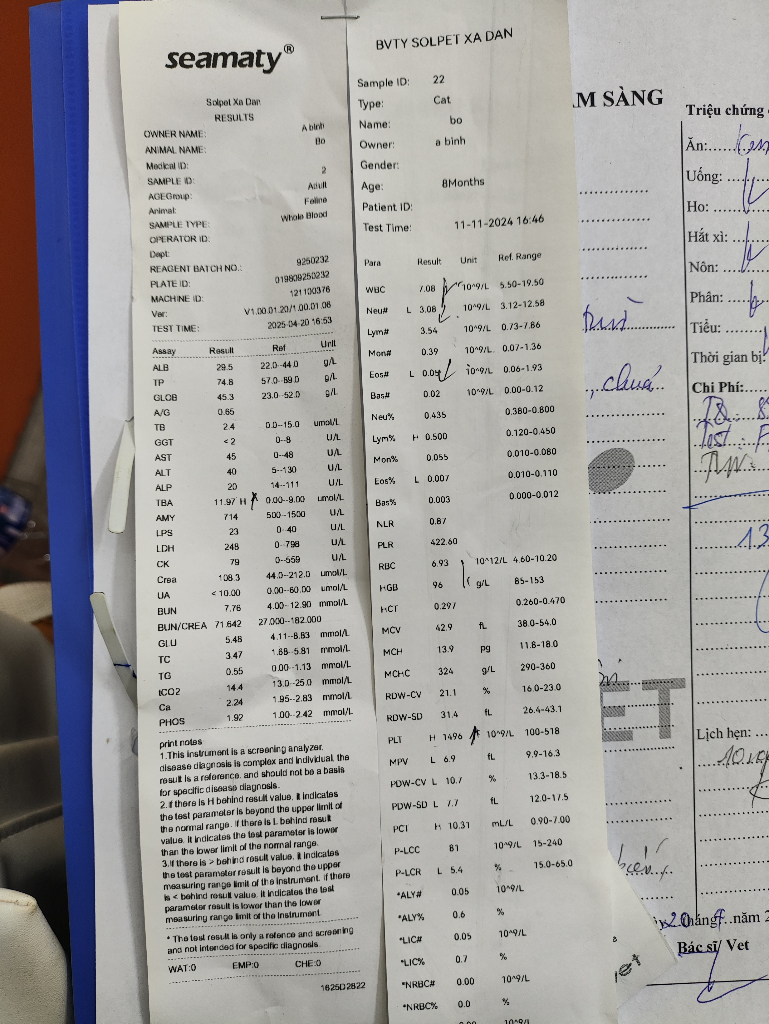 seamaty®
Solpet Xa Dan
RESULTS
OWNER NAME: A binh
ANIMAL NAME: Bo
Medical ID:
SAMPLE ID: 2
AGEGroup: Adult
Animal: Feline
SAMPLE TYPE: Whole Blood
OPERATOR ID:
Dept:
REAGENT BATCH NO.: 9250232
PLATE ID: 019809250232
MACHINE ID: 121100376
Ver: V1.00.01.20/1.00.01.06
TEST TIME: 2025-04-20 16:53
Assay Result Ref Unit
ALB 29.5 22.0--44.0 g/L
TP 74.8 57.0--89.0 g/L
GLOB 45.3 23.0--52.0 g/L
A/G 0.65
TB 2.4 0.0--15.0 umol/L
GGT < 2 0--8 U/L
AST 45 0--48 U/L
ALT 40 5--130 U/L
ALP 20 14--111 U/L
TBA 11.97 H 0.00--9.00 umol/L
AMY 714 500--1500 U/L
LPS 23 0--40 U/L
LDH 248 0--798 U/L
CK 79 0--559 U/L
Crea 108.3 44.0--212.0 umol/L
UA < 10.00 0.00--60.00 umol/L
BUN 7.76 4.00--12.90 mmol/L
BUN/CREA 71.642 27.000--182.000
GLU 5.48 4.11--8.83 mmol/L
TC 3.47 1.68--5.81 mmol/L
TG 0.55 0.00--1.13 mmol/L
tCO2 14.4 13.0--25.0 mmol/L
Ca 2.24 1.95--2.83 mmol/L
PHOS 1.92 1.00--2.42 mmol/L
print notes
1.This instrument is a screening analyzer.
disease diagnosis is complex and individual, the
result is a reference. and should not be a basis
for specific disease diagnosis.
2.if there is H behind result value. it indicates
the test parameter is beyond the upper limit of
the normal range. if there is L behind result
value. it indicates the test parameter is lower
than the lower limit of the normal range.
3.if there is > behind result value. it indicates
the test parameter result is beyond the upper
measuring range limit of the instrument. if there
is < behind result value. it indicates the test
parameter result is lower than the lower
measuring range limit of the instrument.
* The test result is only a refence and screening
and not intended for specific diagnosis.
WAT:0 EMP:0 CHE:0
1625D2822
BVTY SOLPET XA DAN
Sample ID: 22
Type: Cat
Name: bo
Owner: a binh
Gender:
Age: 8Months
Patient ID:
Test Time: 11-11-2024 16:46
Para Result Unit Ref. Range
WBC 7.08 10^9/L 5.50-19.50
Neu# L 3.08 10^9/L 3.12-12.58
Lym# 3.54 10^9/L 0.73-7.86
Mon# 0.39 10^9/L 0.07-1.36
Eos# L 0.05 10^9/L 0.06-1.93
Bas# 0.02 10^9/L 0.00-0.12
Neu% 0.435 0.380-0.800
Lym% H 0.500 0.120-0.450
Mon% 0.055 0.010-0.080
Eos% L 0.007 0.010-0.110
Bas% 0.003 0.000-0.012
NLR 0.87
PLR 422.60
RBC 6.93 10^12/L 4.60-10.20
HGB 96 g/L 85-153
HCT 0.297 0.260-0.470
MCV 42.9 fL 38.0-54.0
MCH 13.9 pg 11.8-18.0
MCHC 324 g/L 290-360
RDW-CV 21.1 % 16.0-23.0
RDW-SD 31.4 fL 26.4-43.1
PLT H 1496 10^9/L 100-518
MPV L 6.9 fL 9.9-16.3
PDW-CV L 10.7 % 13.3-18.5
PDW-SD L 7.7 fL 12.0-17.5
PCT H 10.31 mL/L 0.90-7.00
P-LCC 81 10^9/L 15-240
P-LCR L 5.4 % 15.0-65.0
*ALY# 0.05 10^9/L
*ALY% 0.6 %
*LIC# 0.05 10^9/L
*LIC% 0.7 %
*NRBC# 0.00 10^9/L
*NRBC% 0.0 %
ÂM SÀNG
Triệu chứng
Ăn:
Uống:
Ho:
Hắt xì:
Nôn:
Phân:
Tiểu:
Thời gian bị:
Chi Phí:
Test
ET
Lịch hẹn:
20 tháng năm 2
Bác sĩ/ Vet